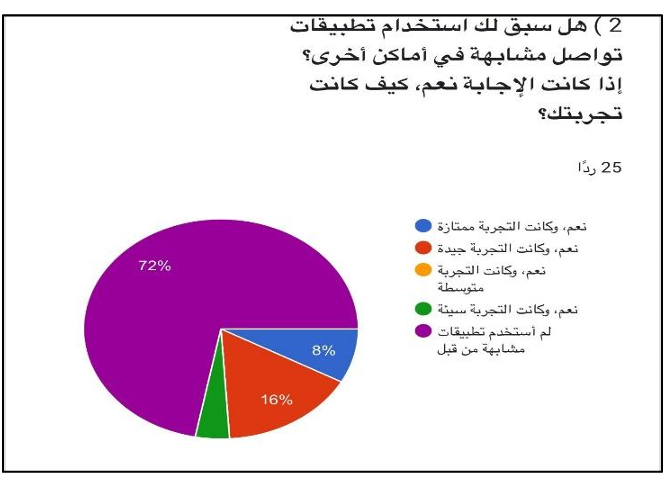 2 ) هل سبق لك استخدام تطبيقات
تواصل مشابهة في أماكن أخرى؟
إذا كانت الإجابة نعم، كيف كانت
تجربتك؟
25 ردًا
نعم، وكانت التجربة ممتازة
نعم، وكانت التجربة جيدة
نعم، وكانت التجربة
متوسطة
نعم، وكانت التجربة سيئة
لم أستخدم تطبيقات
مشابهة من قبل
72%
8%
16%